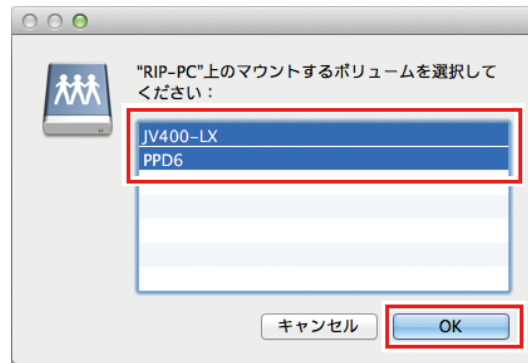 “RIP-PC”上のマウントするボリュームを選択して
ください：
JV400-LX
PPD6
キャンセル
OK